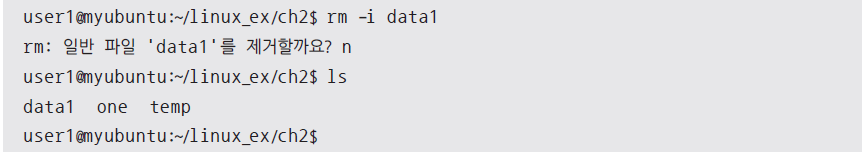 user1@myubuntu:~/linux_ex/ch2$ rm -i data1
rm: 일반 파일 'data1'를 제거할까요? n
user1@myubuntu:~/linux_ex/ch2$ ls
data1  one  temp
user1@myubuntu:~/linux_ex/ch2$